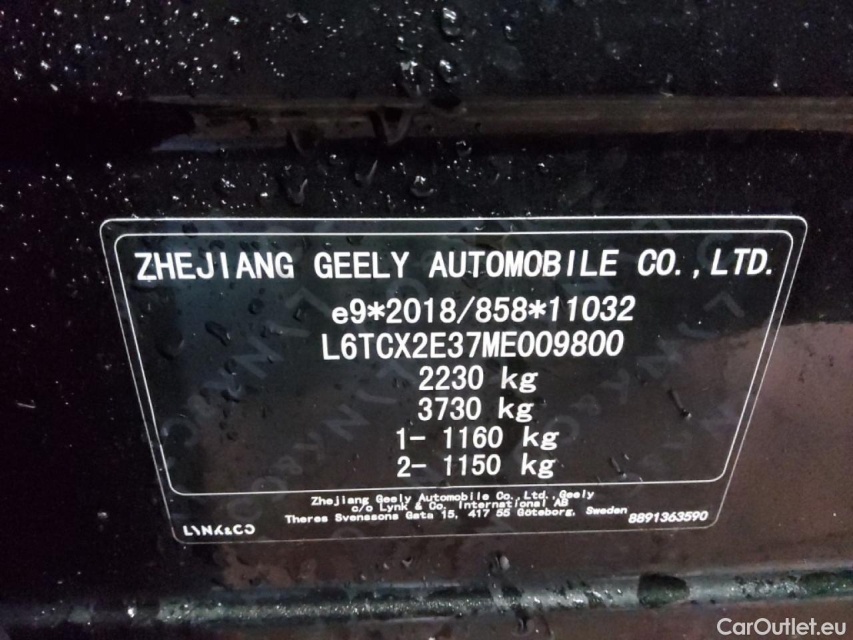 ZHEJIANG GEELY AUTOMOBILE CO.,LTD.
e9*2018/858*11032
L6TCX2E37ME009800
2230 kg
3730 kg
1- 1160 kg
2- 1150 kg
Zhejiang Geely Automobile Co., Ltd., Geely
c/o Lynk & Co. International AB
Theres Svenssons Gata 15, 417 55 Göteborg, Sweden
LYNK&CO
8891363590
CarOutlet.eu